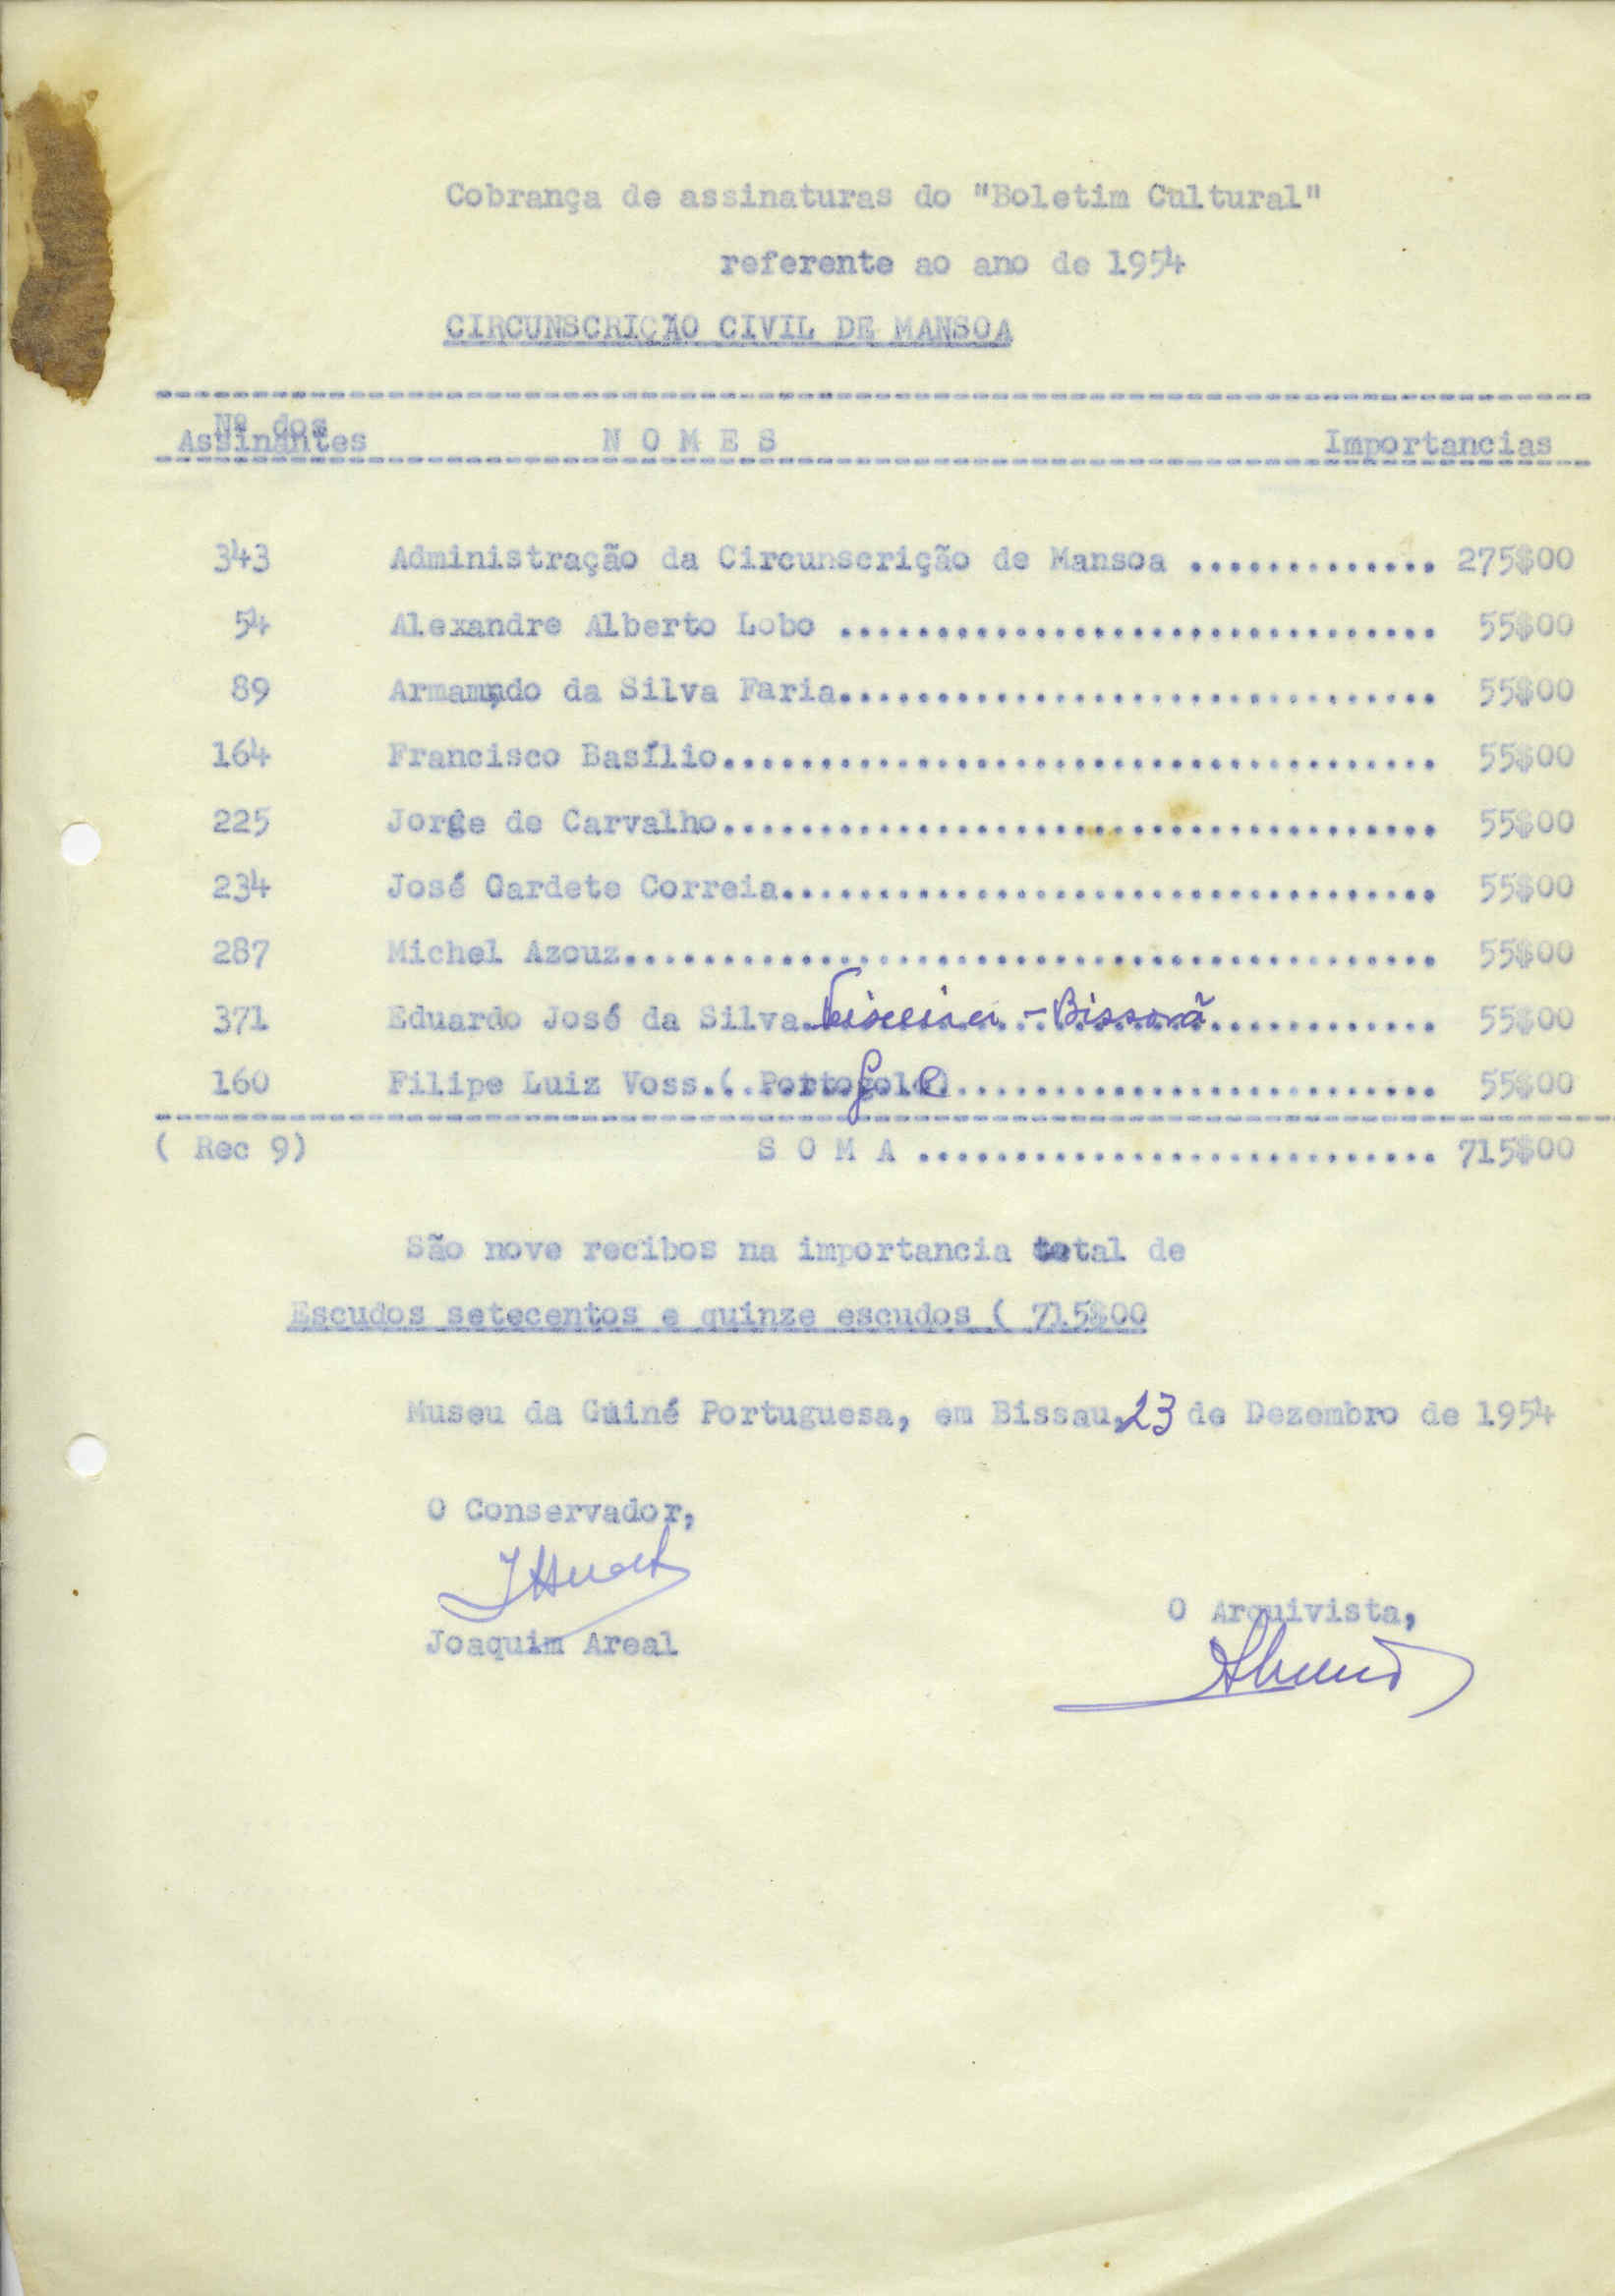 Cobrança de assinaturas do "Boletim Cultural"
referente ao ano de 1954
CIRCUNSCRIÇÃO CIVIL DE MANSOA
Nº dos
Assinantes N O M E S Importancias
343 Administração da Circunscrição de Mansoa ............. 275$00
54 Alexandre Alberto Lobo ............................... 55$00
89 Armamndo da Silva Faria............................... 55$00
164 Francisco Basílio..................................... 55$00
225 Jorge de Carvalho..................................... 55$00
234 José Gardete Correia.................................. 55$00
287 Michel Azouz.......................................... 55$00
371 Eduardo José da Silva Teixeira - Bissorã ............ 55$00
160 Filipe Luiz Voss.(. Portogole)......................... 55$00
( Rec 9) S O M A ........................... 715$00
São nove recibos na importancia total de
Escudos setecentos e quinze escudos ( 715$00
Museu da Guiné Portuguesa, em Bissau, 23 de Dezembro de 1954
O Conservador,
Joaquim Areal
O Arquivista,